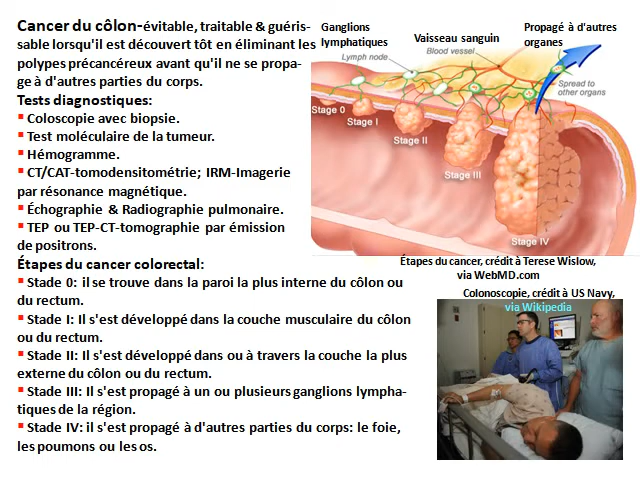 Cancer du côlon-évitable, traitable & guéris-
sable lorsqu'il est découvert tôt en éliminant les
polypes précancéreux avant qu'il ne se propa-
ge à d'autres parties du corps.
Tests diagnostiques:
Coloscopie avec biopsie.
Test moléculaire de la tumeur.
Hémogramme.
CT/CAT-tomodensitométrie; IRM-Imagerie
par résonance magnétique.
Échographie & Radiographie pulmonaire.
TEP ou TEP-CT-tomographie par émission
de positrons.
Étapes du cancer colorectal:
Stade 0: il se trouve dans la paroi la plus interne du côlon ou
du rectum.
Stade I: Il s'est développé dans la couche musculaire du côlon
ou du rectum.
Stade II: Il s'est développé dans ou à travers la couche la plus
externe du côlon ou du rectum.
Stade III: Il s'est propagé à un ou plusieurs ganglions lympha-
tiques de la région.
Stade IV: il s'est propagé à d'autres parties du corps: le foie,
les poumons ou les os.
Ganglions
lymphatiques
Lymph node
Vaisseau sanguin
Blood vessel
Propagé à d'autres
organes
Spread to
other organs
Stage 0
Stage I
Stage II
Stage III
Stage IV
Étapes du cancer, crédit à Terese Wislow,
via WebMD.com
Colonoscopie, crédit à US Navy,
via Wikipedia